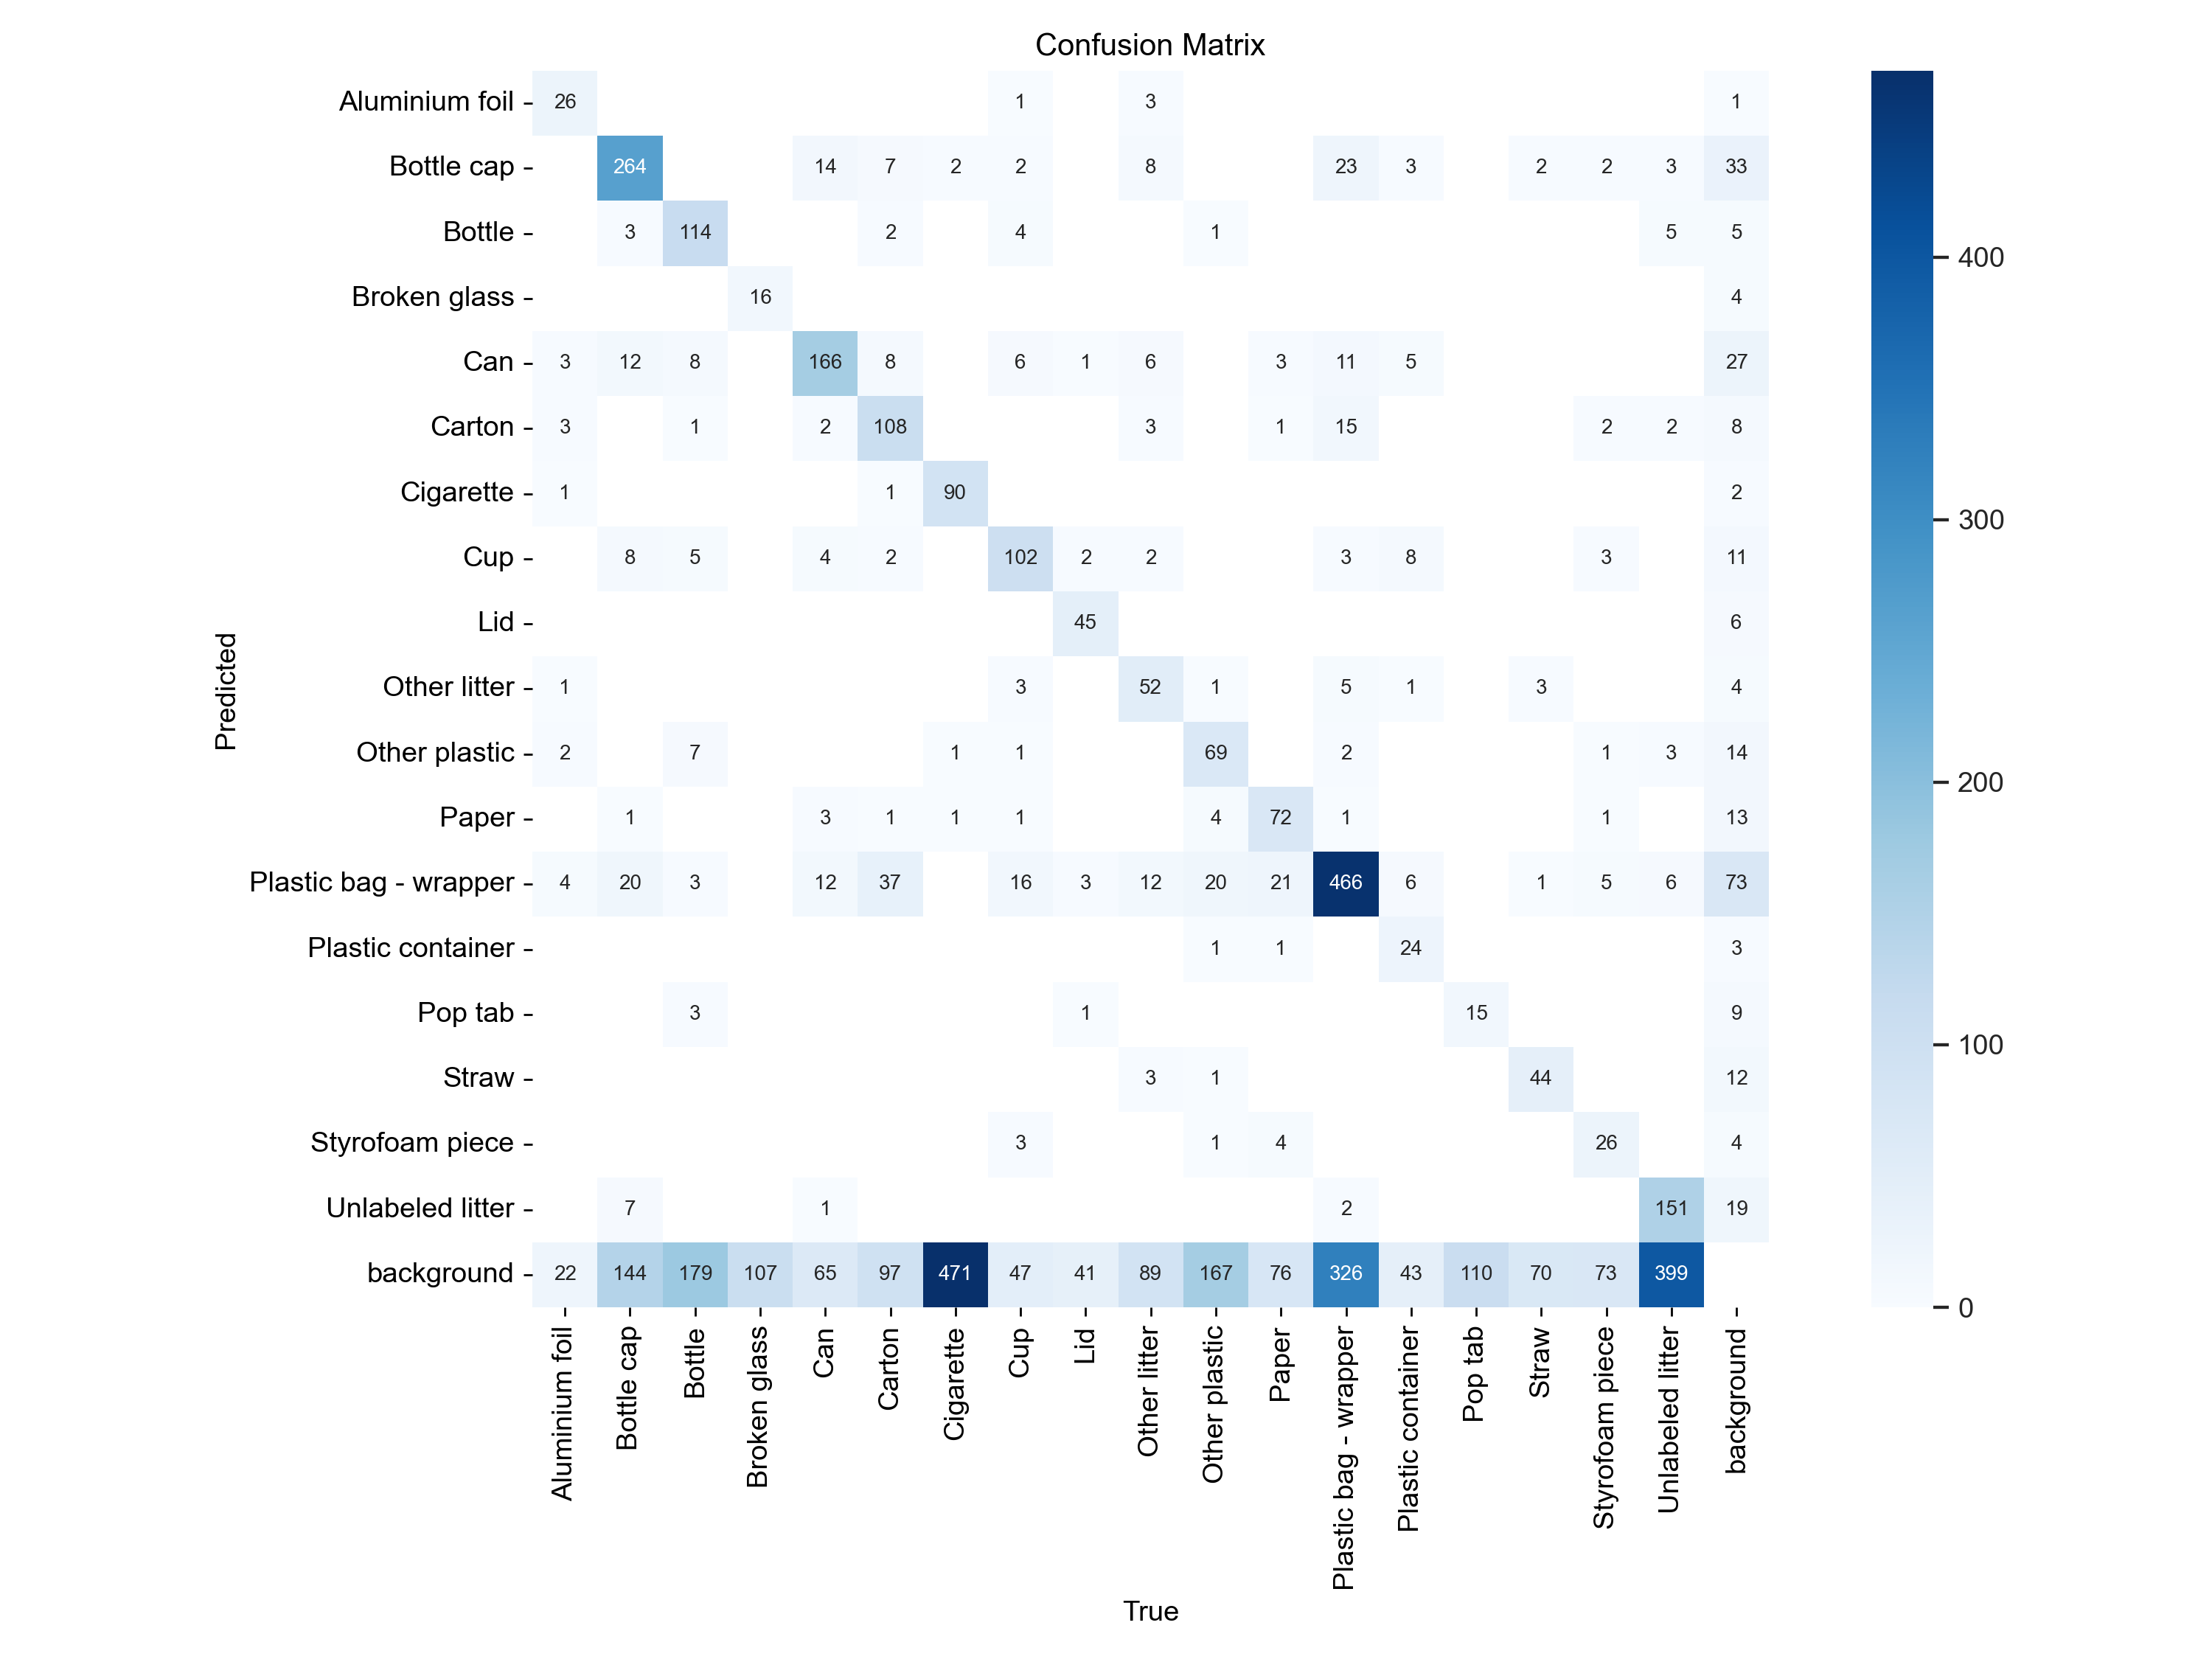 Confusion Matrix
Aluminium foil 26 1 3 1
Bottle cap 264 14 7 2 2 8 23 3 2 2 3 33
Bottle 3 114 2 4 1 5 5
Broken glass 16 4
Can 3 12 8 166 8 6 1 6 3 11 5 27
Carton 3 1 2 108 3 1 15 2 2 8
Cigarette 1 1 90 2
Cup 8 5 4 2 102 2 2 3 8 3 11
Lid 45 6
Other litter 1 3 52 1 5 1 3 4
Other plastic 2 7 1 1 69 2 1 3 14
Paper 1 3 1 1 1 4 72 1 1 13
Plastic bag - wrapper 4 20 3 12 37 16 3 12 20 21 466 6 1 5 6 73
Plastic container 1 1 24 3
Pop tab 3 1 15 9
Straw 3 1 44 12
Styrofoam piece 3 1 4 26 4
Unlabeled litter 7 1 2 151 19
background 22 144 179 107 65 97 471 47 41 89 167 76 326 43 110 70 73 399
Predicted
Aluminium foil
Bottle cap
Bottle
Broken glass
Can
Carton
Cigarette
Cup
Lid
Other litter
Other plastic
Paper
Plastic bag - wrapper
Plastic container
Pop tab
Straw
Styrofoam piece
Unlabeled litter
background
True
400
300
200
100
0